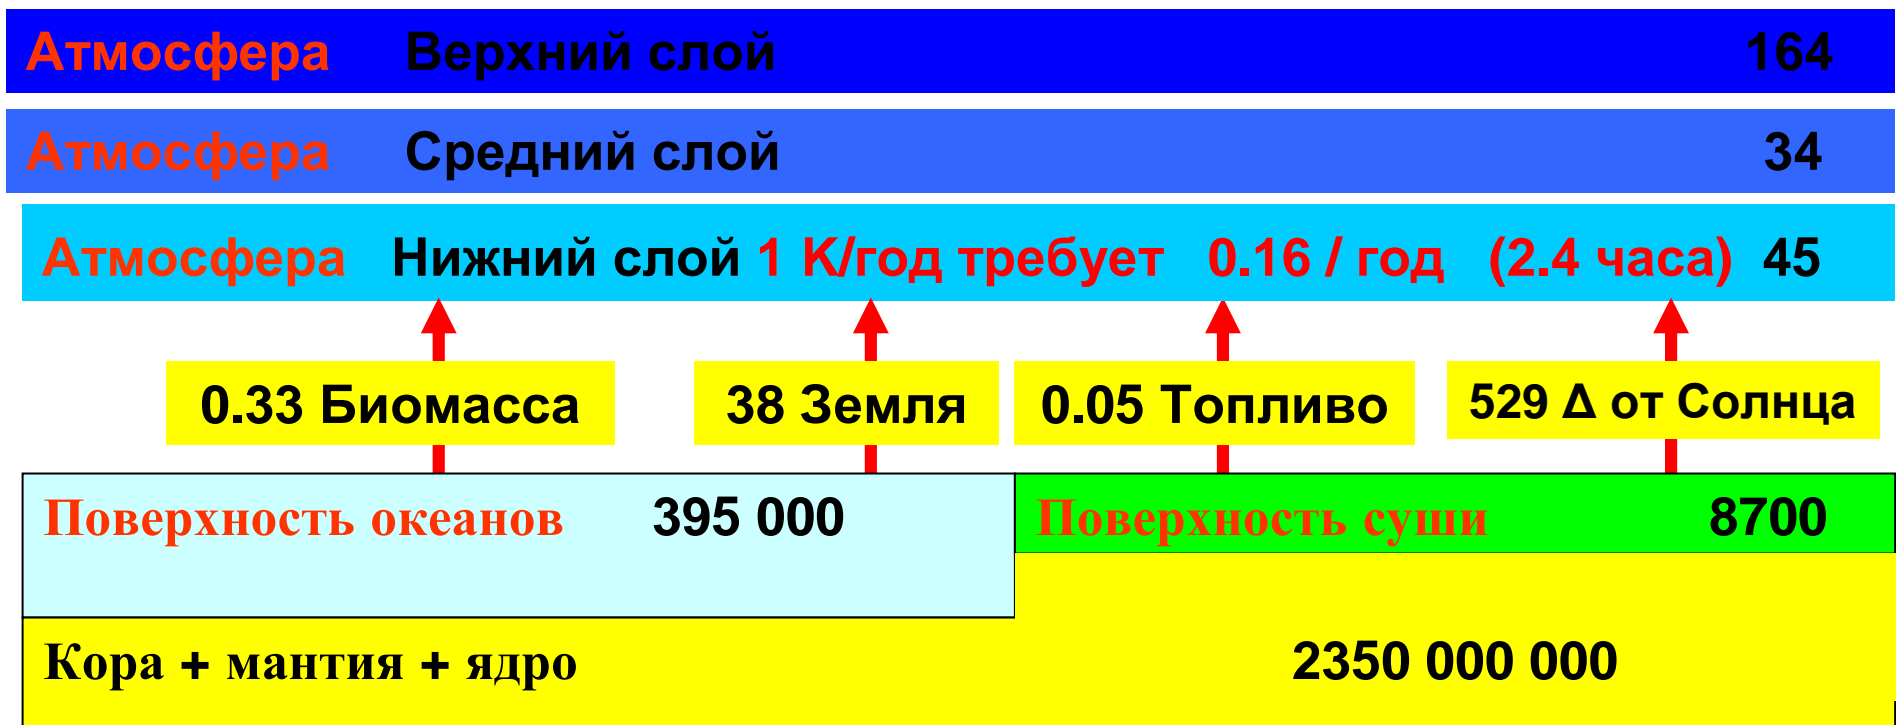 Атмосфера Верхний слой 164
Атмосфера Средний слой 34
Атмосфера Нижний слой 1 K/год требует 0.16 / год (2.4 часа) 45
0.33 Биомасса 38 Земля 0.05 Топливо 529 Δ от Солнца
Поверхность океанов 395 000 Поверхность суши 8700
Кора + мантия + ядро 2350 000 000